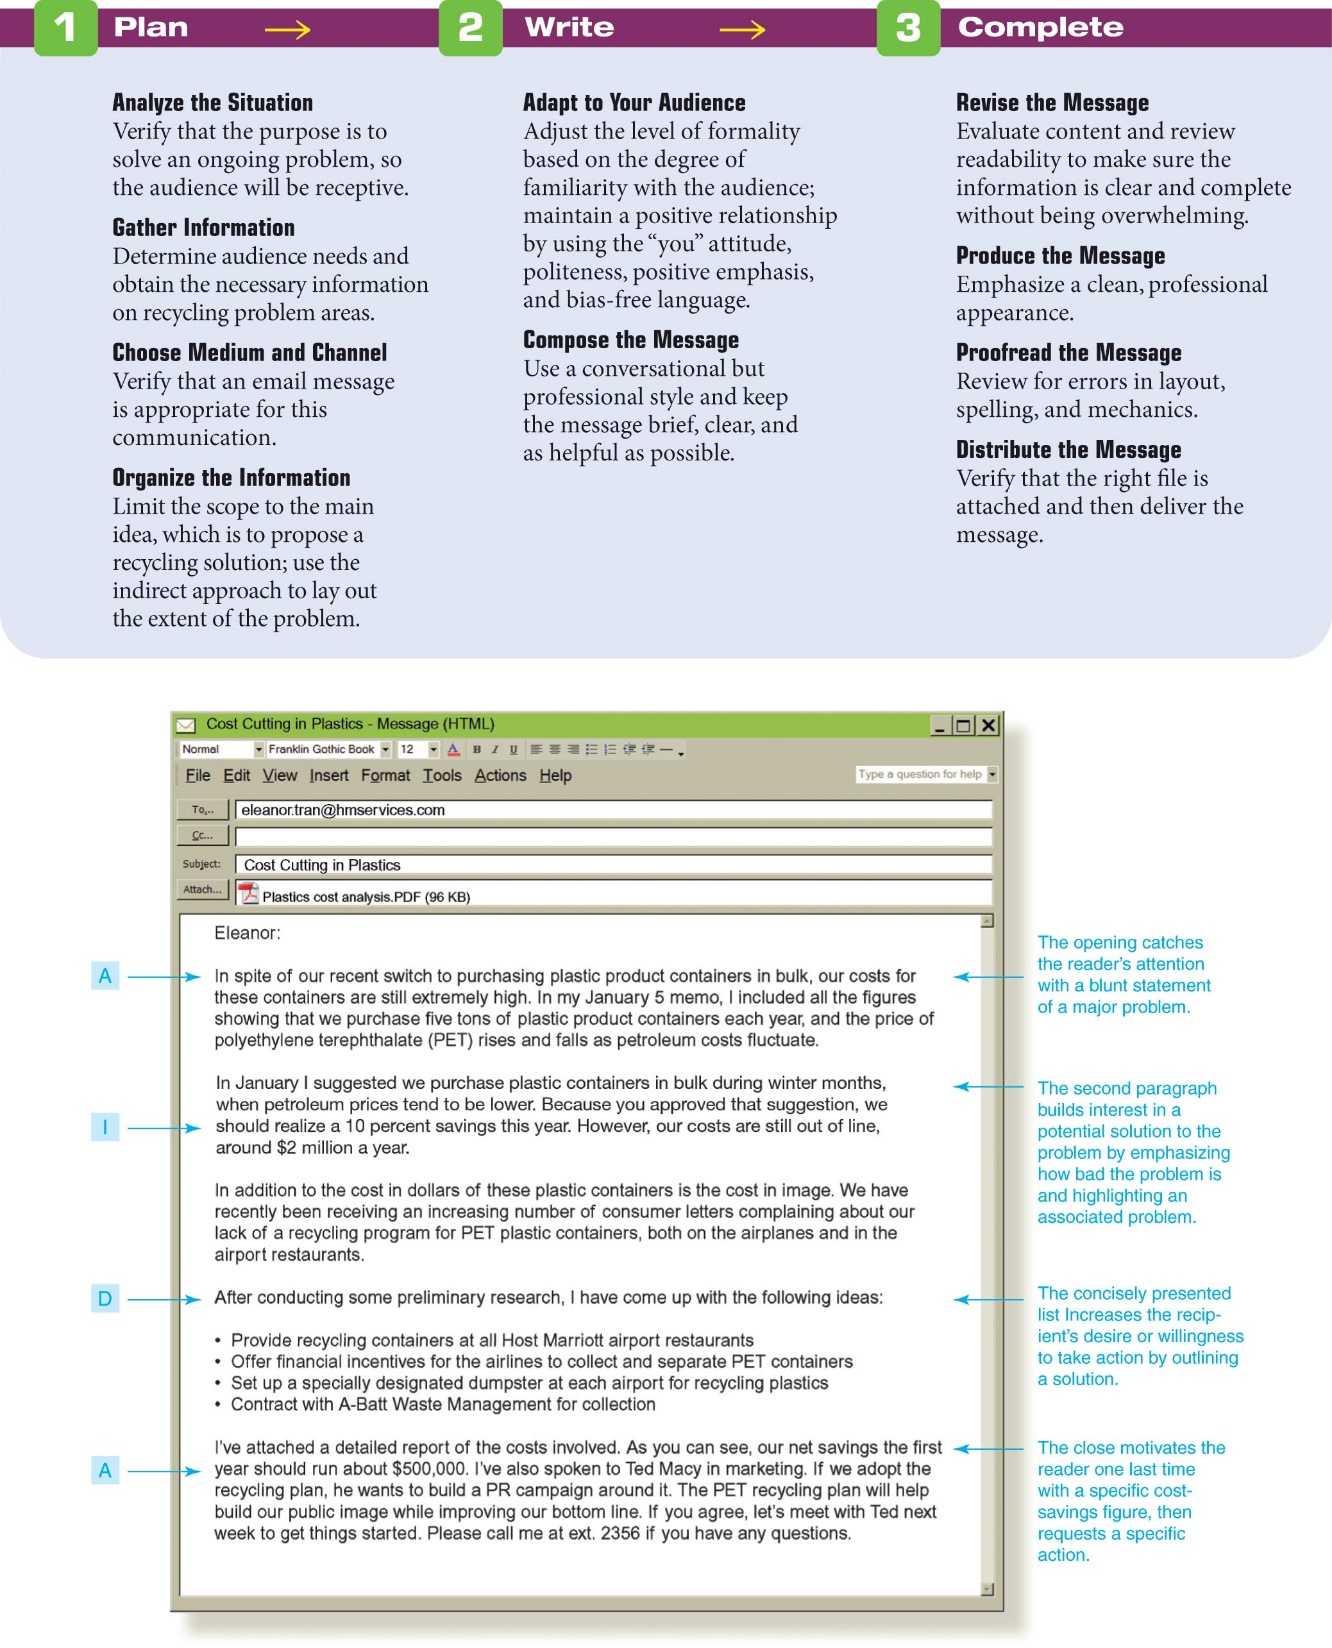 1 Plan
Analyze the Situation
Verify that the purpose is to
solve an ongoing problem, so
the audience will be receptive.
Gather Information
Determine audience needs and
obtain the necessary information
on recycling problem areas.
Choose Medium and Channel
Verify that an email message
is appropriate for this
communication.
Organize the Information
Limit the scope to the main
idea, which is to propose a
recycling solution; use the
indirect approach to lay out
the extent of the problem.
2 Write
Adapt to Your Audience
Adjust the level of formality
based on the degree of
familiarity with the audience;
maintain a positive relationship
by using the “you” attitude,
politeness, positive emphasis,
and bias-free language.
Compose the Message
Use a conversational but
professional style and keep
the message brief, clear, and
as helpful as possible.
3 Complete
Revise the Message
Evaluate content and review
readability to make sure the
information is clear and complete
without being overwhelming.
Produce the Message
Emphasize a clean, professional
appearance.
Proofread the Message
Review for errors in layout,
spelling, and mechanics.
Distribute the Message
Verify that the right file is
attached and then deliver the
message.
Cost Cutting in Plastics - Message (HTML)
Normal Franklin Gothic Book 12 A B I U
File Edit View Insert Format Tools Actions Help Type a question for help
To... eleanor.tran@hmservices.com
Cc...
Subject: Cost Cutting in Plastics
Attach... Plastics cost analysis.PDF (96 KB)
Eleanor:
A
In spite of our recent switch to purchasing plastic product containers in bulk, our costs for
these containers are still extremely high. In my January 5 memo, I included all the figures
showing that we purchase five tons of plastic product containers each year, and the price of
polyethylene terephthalate (PET) rises and falls as petroleum costs fluctuate.
The opening catches
the reader’s attention
with a blunt statement
of a major problem.
In January I suggested we purchase plastic containers in bulk during winter months,
when petroleum prices tend to be lower. Because you approved that suggestion, we
I
should realize a 10 percent savings this year. However, our costs are still out of line,
around $2 million a year.
The second paragraph
builds interest in a
potential solution to the
problem by emphasizing
how bad the problem is
and highlighting an
associated problem.
In addition to the cost in dollars of these plastic containers is the cost in image. We have
recently been receiving an increasing number of consumer letters complaining about our
lack of a recycling program for PET plastic containers, both on the airplanes and in the
airport restaurants.
D
After conducting some preliminary research, I have come up with the following ideas:
• Provide recycling containers at all Host Marriott airport restaurants
• Offer financial incentives for the airlines to collect and separate PET containers
• Set up a specially designated dumpster at each airport for recycling plastics
• Contract with A-Batt Waste Management for collection
The concisely presented
list Increases the recip-
ient’s desire or willingness
to take action by outlining
a solution.
I’ve attached a detailed report of the costs involved. As you can see, our net savings the first
A
year should run about $500,000. I’ve also spoken to Ted Macy in marketing. If we adopt the
recycling plan, he wants to build a PR campaign around it. The PET recycling plan will help
build our public image while improving our bottom line. If you agree, let’s meet with Ted next
week to get things started. Please call me at ext. 2356 if you have any questions.
The close motivates the
reader one last time
with a specific cost-
savings figure, then
requests a specific
action.